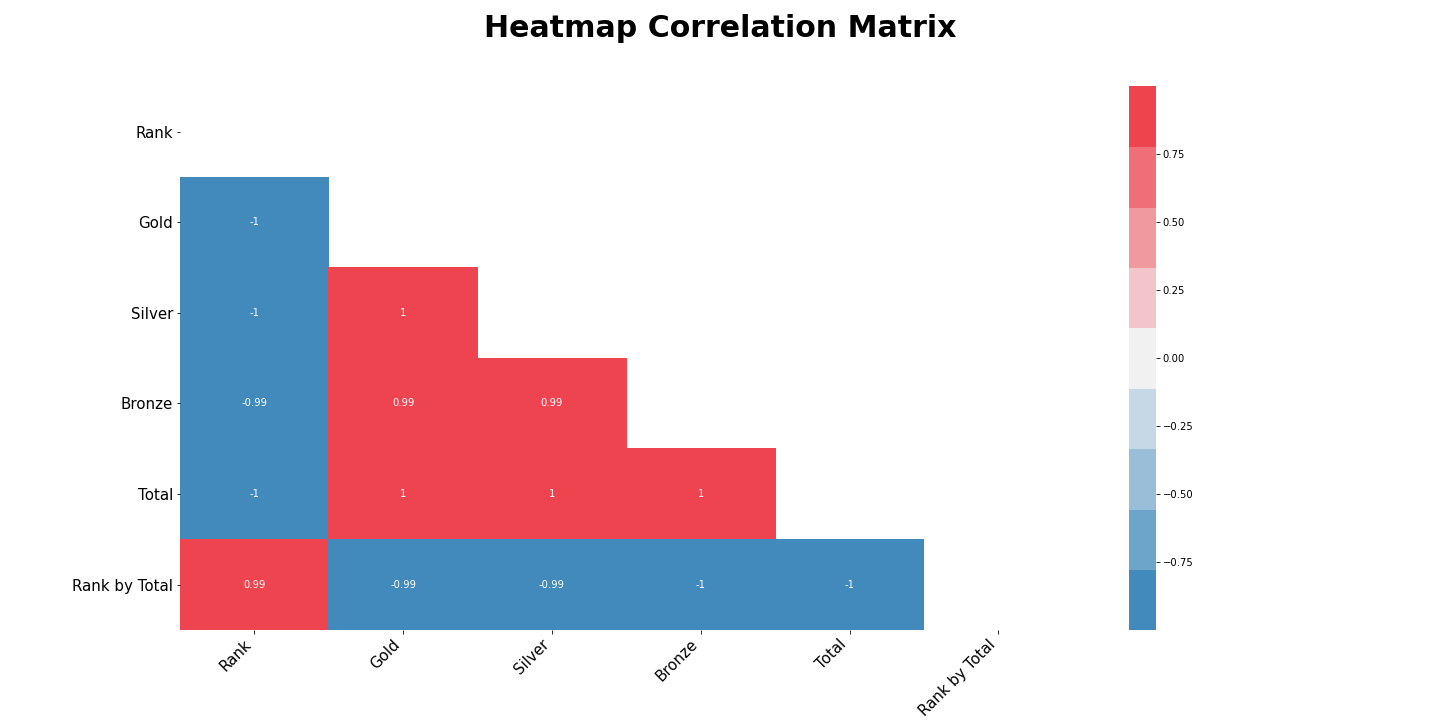 Heatmap Correlation Matrix
Rank
0.75
Gold -1 0.50
0.25
Silver -1 1
0.00
Bronze -0.99 0.99 0.99
−0.25
Total -1 1 1 1 −0.50
−0.75
Rank by Total 0.99 -0.99 -0.99 -1 -1
Rank Gold Silver Bronze Total Rank by Total